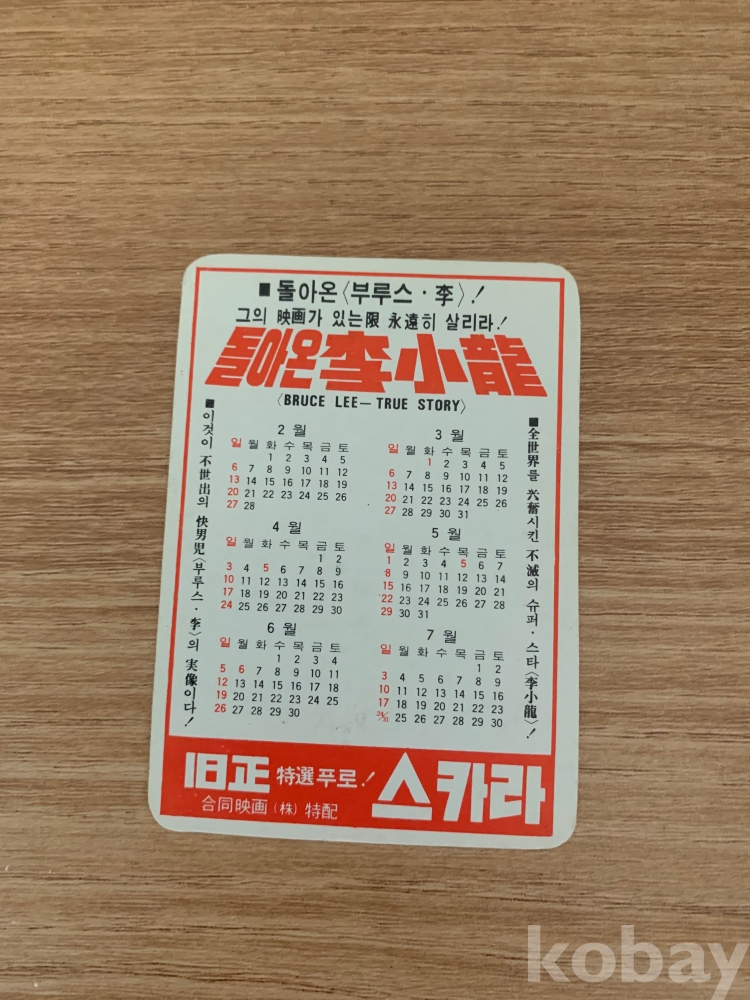 ■ 돌아온〈부루스・李〉!
그의 映画가 있는限 永遠히 살리라!
돌아온 李小龍
〈BRUCE LEE—TRUE STORY〉
■이것이 不世出의 快男児〈부루스・李〉의 実像이다!
2 월
일 월 화 수 목 금 토
1 2 3 4 5
6 7 8 9 10 11 12
13 14 15 16 17 18 19
20 21 22 23 24 25 26
27 28
3 월
일 월 화 수 목 금 토
1 2 3 4 5
6 7 8 9 10 11 12
13 14 15 16 17 18 19
20 21 22 23 24 25 26
27 28 29 30 31
4 월
일 월 화 수 목 금 토
1 2
3 4 5 6 7 8 9
10 11 12 13 14 15 16
17 18 19 20 21 22 23
24 25 26 27 28 29 30
5 월
일 월 화 수 목 금 토
1 2 3 4 5 6 7
8 9 10 11 12 13 14
15 16 17 18 19 20 21
22 23 24 25 26 27 28
29 30 31
6 월
일 월 화 수 목 금 토
1 2 3 4
5 6 7 8 9 10 11
12 13 14 15 16 17 18
19 20 21 22 23 24 25
26 27 28 29 30
7 월
일 월 화 수 목 금 토
1 2
3 4 5 6 7 8 9
10 11 12 13 14 15 16
17 18 19 20 21 22 23
24/31 25 26 27 28 29 30
■全世界를 兴奮시킨 不滅의 슈퍼・스타〈李小龍〉!
旧正 特選푸로! 스카라
合同映画(株)特配
kobay